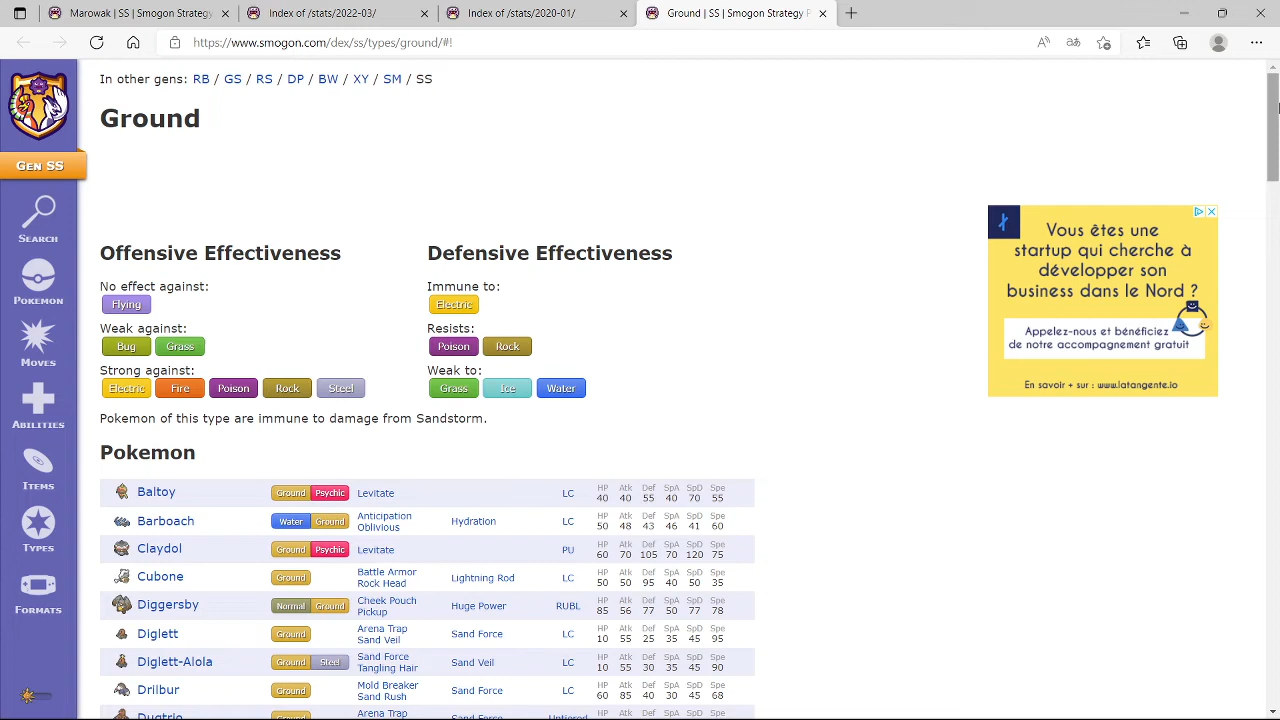 Marowak | SS | Smogon Strategy
Index of /stats/2022-03/
Index of /stats/2020-01/
Ground | SS | Smogon Strategy P
https://www.smogon.com/dex/ss/types/ground/#!
In other gens: RB / GS / RS / DP / BW / XY / SM / SS
Ground
GEN SS
SEARCH
POKEMON
MOVES
ABILITIES
ITEMS
TYPES
FORMATS
Offensive Effectiveness
No effect against:
Flying
Weak against:
Bug Grass
Strong against:
Electric Fire Poison Rock Steel
Defensive Effectiveness
Immune to:
Electric
Resists:
Poison Rock
Weak to:
Grass Ice Water
Pokemon of this type are immune to damage from Sandstorm.
Vous êtes une
startup qui cherche à
développer son
business dans le Nord ?
Appelez-nous et bénéficiez
de notre accompagnement gratuit
En savoir + sur : www.latangente.io
Pokemon
HP Atk Def SpA SpD Spe
Baltoy Ground Psychic Levitate LC 40 40 55 40 70 55
HP Atk Def SpA SpD Spe
Barboach Water Ground Anticipation Oblivious Hydration LC 50 48 43 46 41 60
HP Atk Def SpA SpD Spe
Claydol Ground Psychic Levitate PU 60 70 105 70 120 75
HP Atk Def SpA SpD Spe
Cubone Ground Battle Armor Rock Head Lightning Rod LC 50 50 95 40 50 35
HP Atk Def SpA SpD Spe
Diggersby Normal Ground Cheek Pouch Pickup Huge Power RUBL 85 56 77 50 77 78
HP Atk Def SpA SpD Spe
Diglett Ground Arena Trap Sand Veil Sand Force LC 10 55 25 35 45 95
HP Atk Def SpA SpD Spe
Diglett-Alola Ground Steel Sand Force Tangling Hair Sand Veil LC 10 55 30 35 45 90
HP Atk Def SpA SpD Spe
Drilbur Ground Mold Breaker Sand Rush Sand Force LC 60 85 40 30 45 68
HP Atk Def SpA SpD Spe
Dugtrio Ground Arena Trap Sand Force Untiered